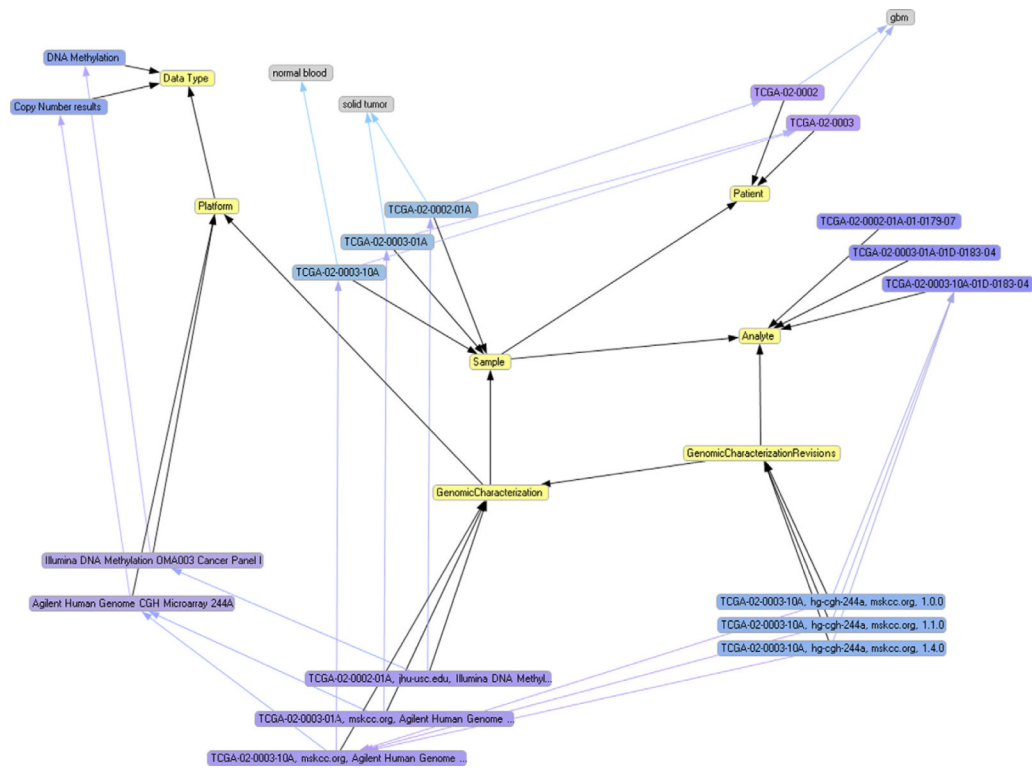 gbm
DNA Methylation
Data Type
normal blood
Copy Number results
solid tumor
TCGA-02-0002
TCGA-02-0003
Patient
Platform
TCGA-02-0002-01A
TCGA-02-0002-01A-01-0179-07
TCGA-02-0003-01A
TCGA-02-0003-01A-01D-0183-04
TCGA-02-0003-10A
TCGA-02-0003-10A-01D-0183-04
Analyte
Sample
GenomicCharacterizationRevisions
GenomicCharacterization
Illumina DNA Methylation OMA003 Cancer Panel I
Agilent Human Genome CGH Microarray 244A
TCGA-02-0003-10A, hg-cgh-244a, mskcc.org, 1.0.0
TCGA-02-0003-10A, hg-cgh-244a, mskcc.org, 1.1.0
TCGA-02-0003-10A, hg-cgh-244a, mskcc.org, 1.4.0
TCGA-02-0002-01A, jhu-usc.edu, Illumina DNA Methyl...
TCGA-02-0003-01A, mskcc.org, Agilent Human Genome ...
TCGA-02-0003-10A, mskcc.org, Agilent Human Genome ...